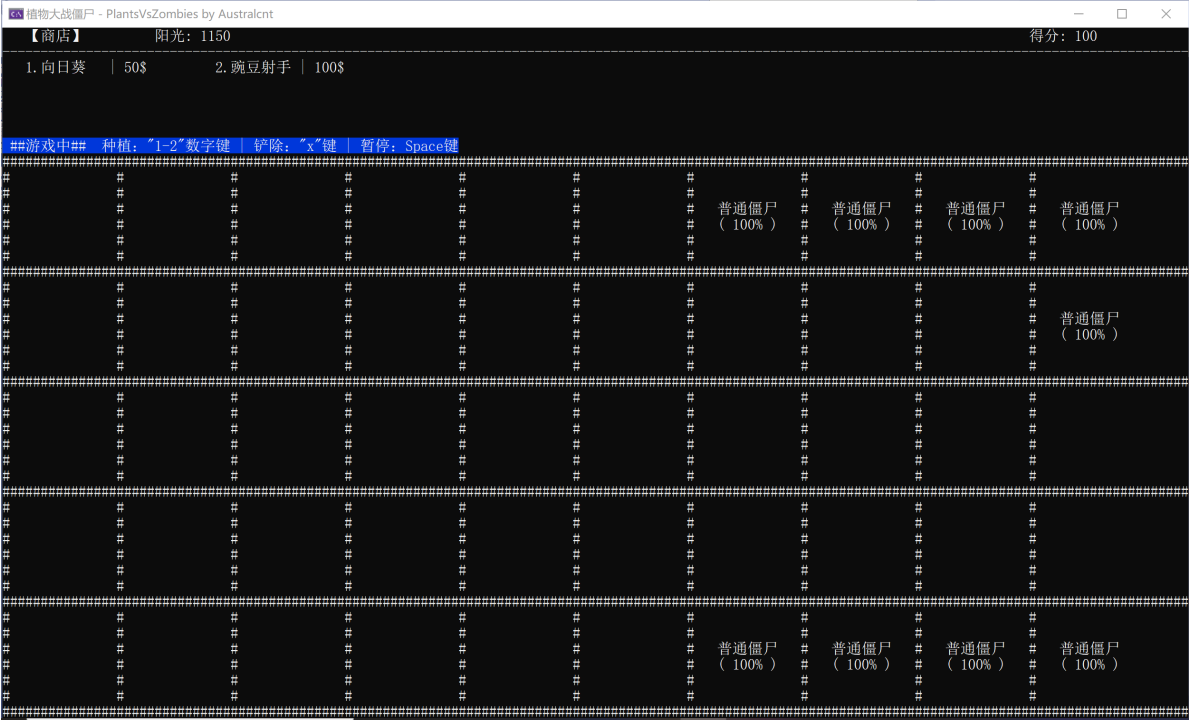 植物大战僵尸 - PlantsVsZombies by Australcnt
【商店】 阳光: 1150 得分: 100
1.向日葵 | 50$ 2.豌豆射手 | 100$
##游戏中## 种植: "1-2"数字键 | 铲除: "x"键 | 暂停: Space键
普通僵尸 普通僵尸 普通僵尸 普通僵尸
( 100% ) ( 100% ) ( 100% ) ( 100% )
普通僵尸
( 100% )
普通僵尸 普通僵尸 普通僵尸 普通僵尸
( 100% ) ( 100% ) ( 100% ) ( 100% )